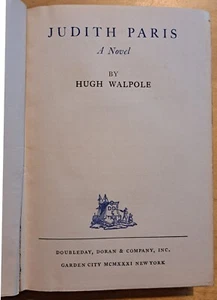 JUDITH PARIS
A Novel
BY
HUGH WALPOLE
DOUBLEDAY, DORAN & COMPANY, INC.
GARDEN CITY MCMXXXI NEW YORK